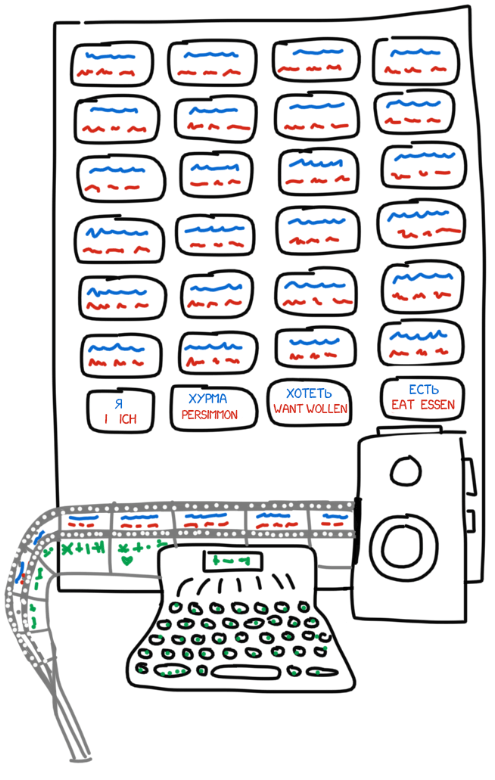 Я
I ICH
ХУРМА
PERSIMMON
ХОТЕТЬ
WANT WOLLEN
ЕСТЬ
EAT ESSEN